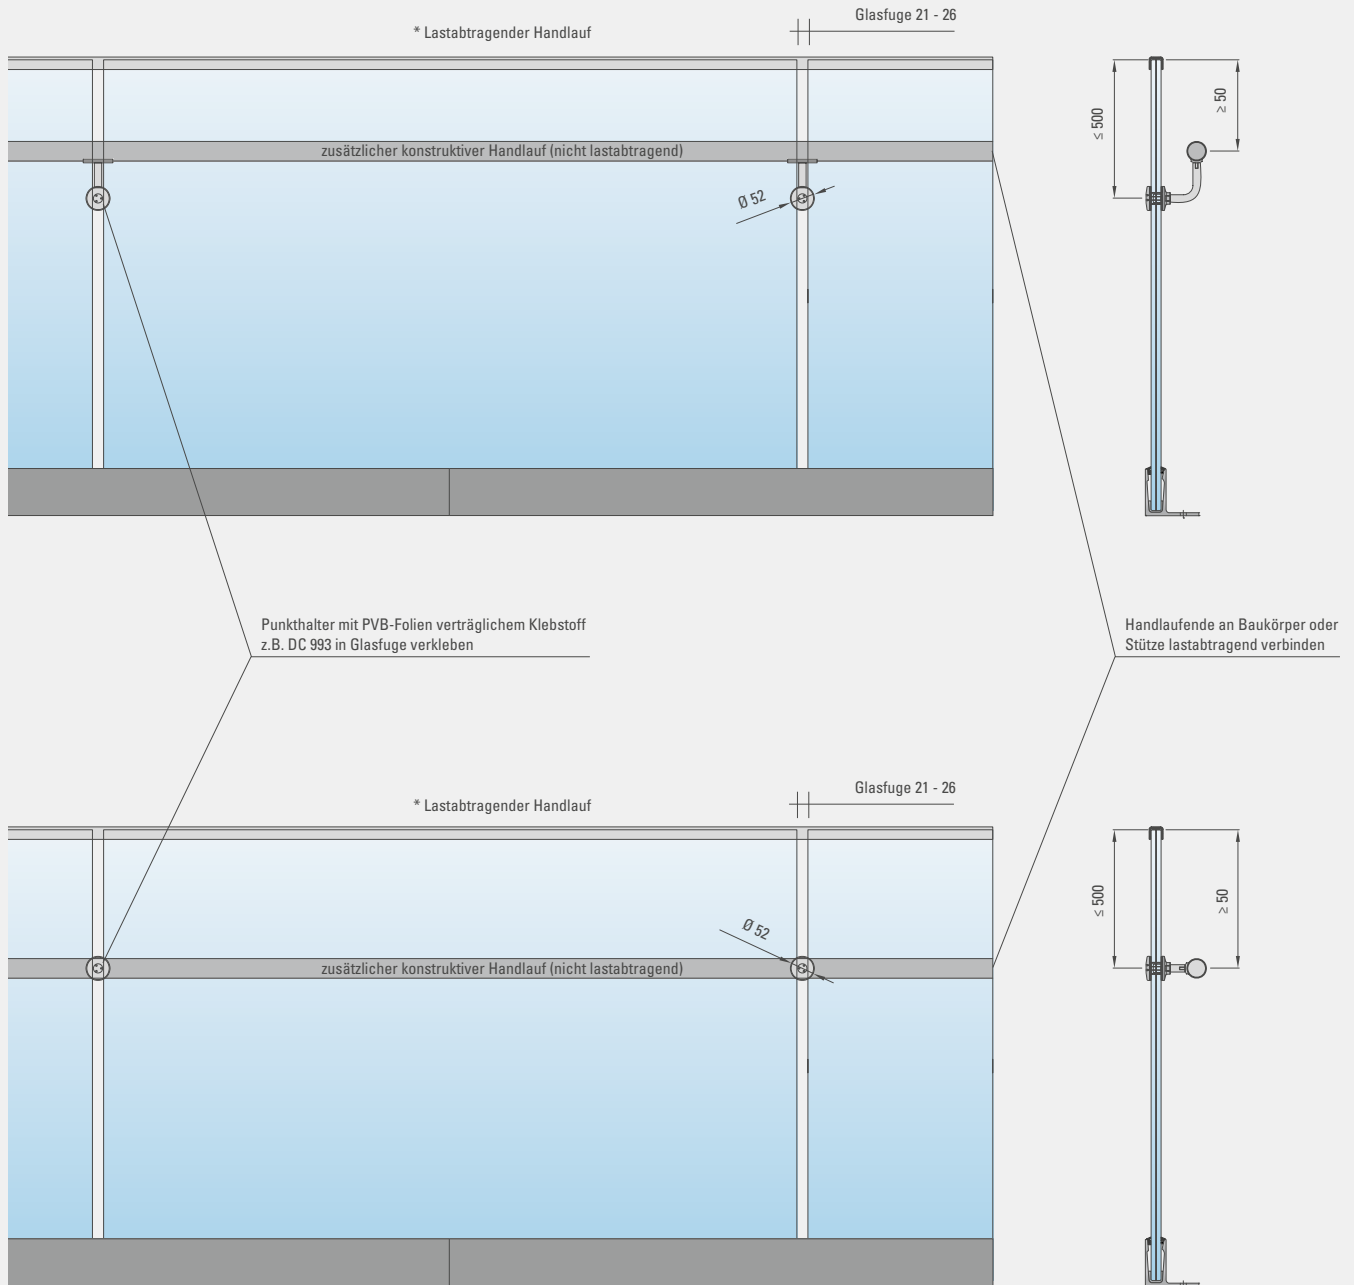 Glasfuge 21 - 26
* Lastabtragender Handlauf
≤ 500
≥ 50
zusätzlicher konstruktiver Handlauf (nicht lastabtragend)
Ø 52
Punkthalter mit PVB-Folien verträglichem Klebstoff
z.B. DC 993 in Glasfuge verkleben
Handlaufende an Baukörper oder
Stütze lastabtragend verbinden
Glasfuge 21 - 26
* Lastabtragender Handlauf
≤ 500
≥ 50
Ø 52
zusätzlicher konstruktiver Handlauf (nicht lastabtragend)